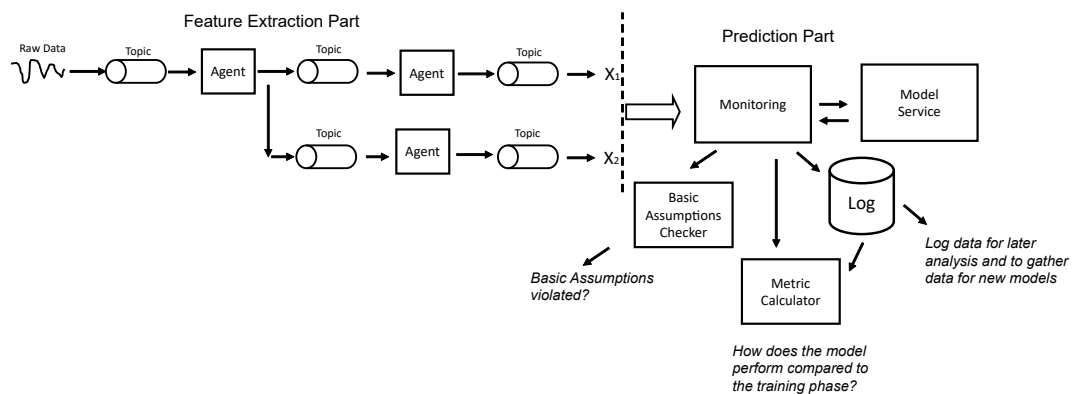 Feature Extraction Part
Prediction Part
Raw Data
Topic
Agent
Topic
Agent
Topic
X1
Topic
Agent
Topic
X2
Monitoring
Model
Service
Basic
Assumptions
Checker
Log
Basic Assumptions
violated?
Metric
Calculator
Log data for later
analysis and to gather
data for new models
How does the model
perform compared to
the training phase?